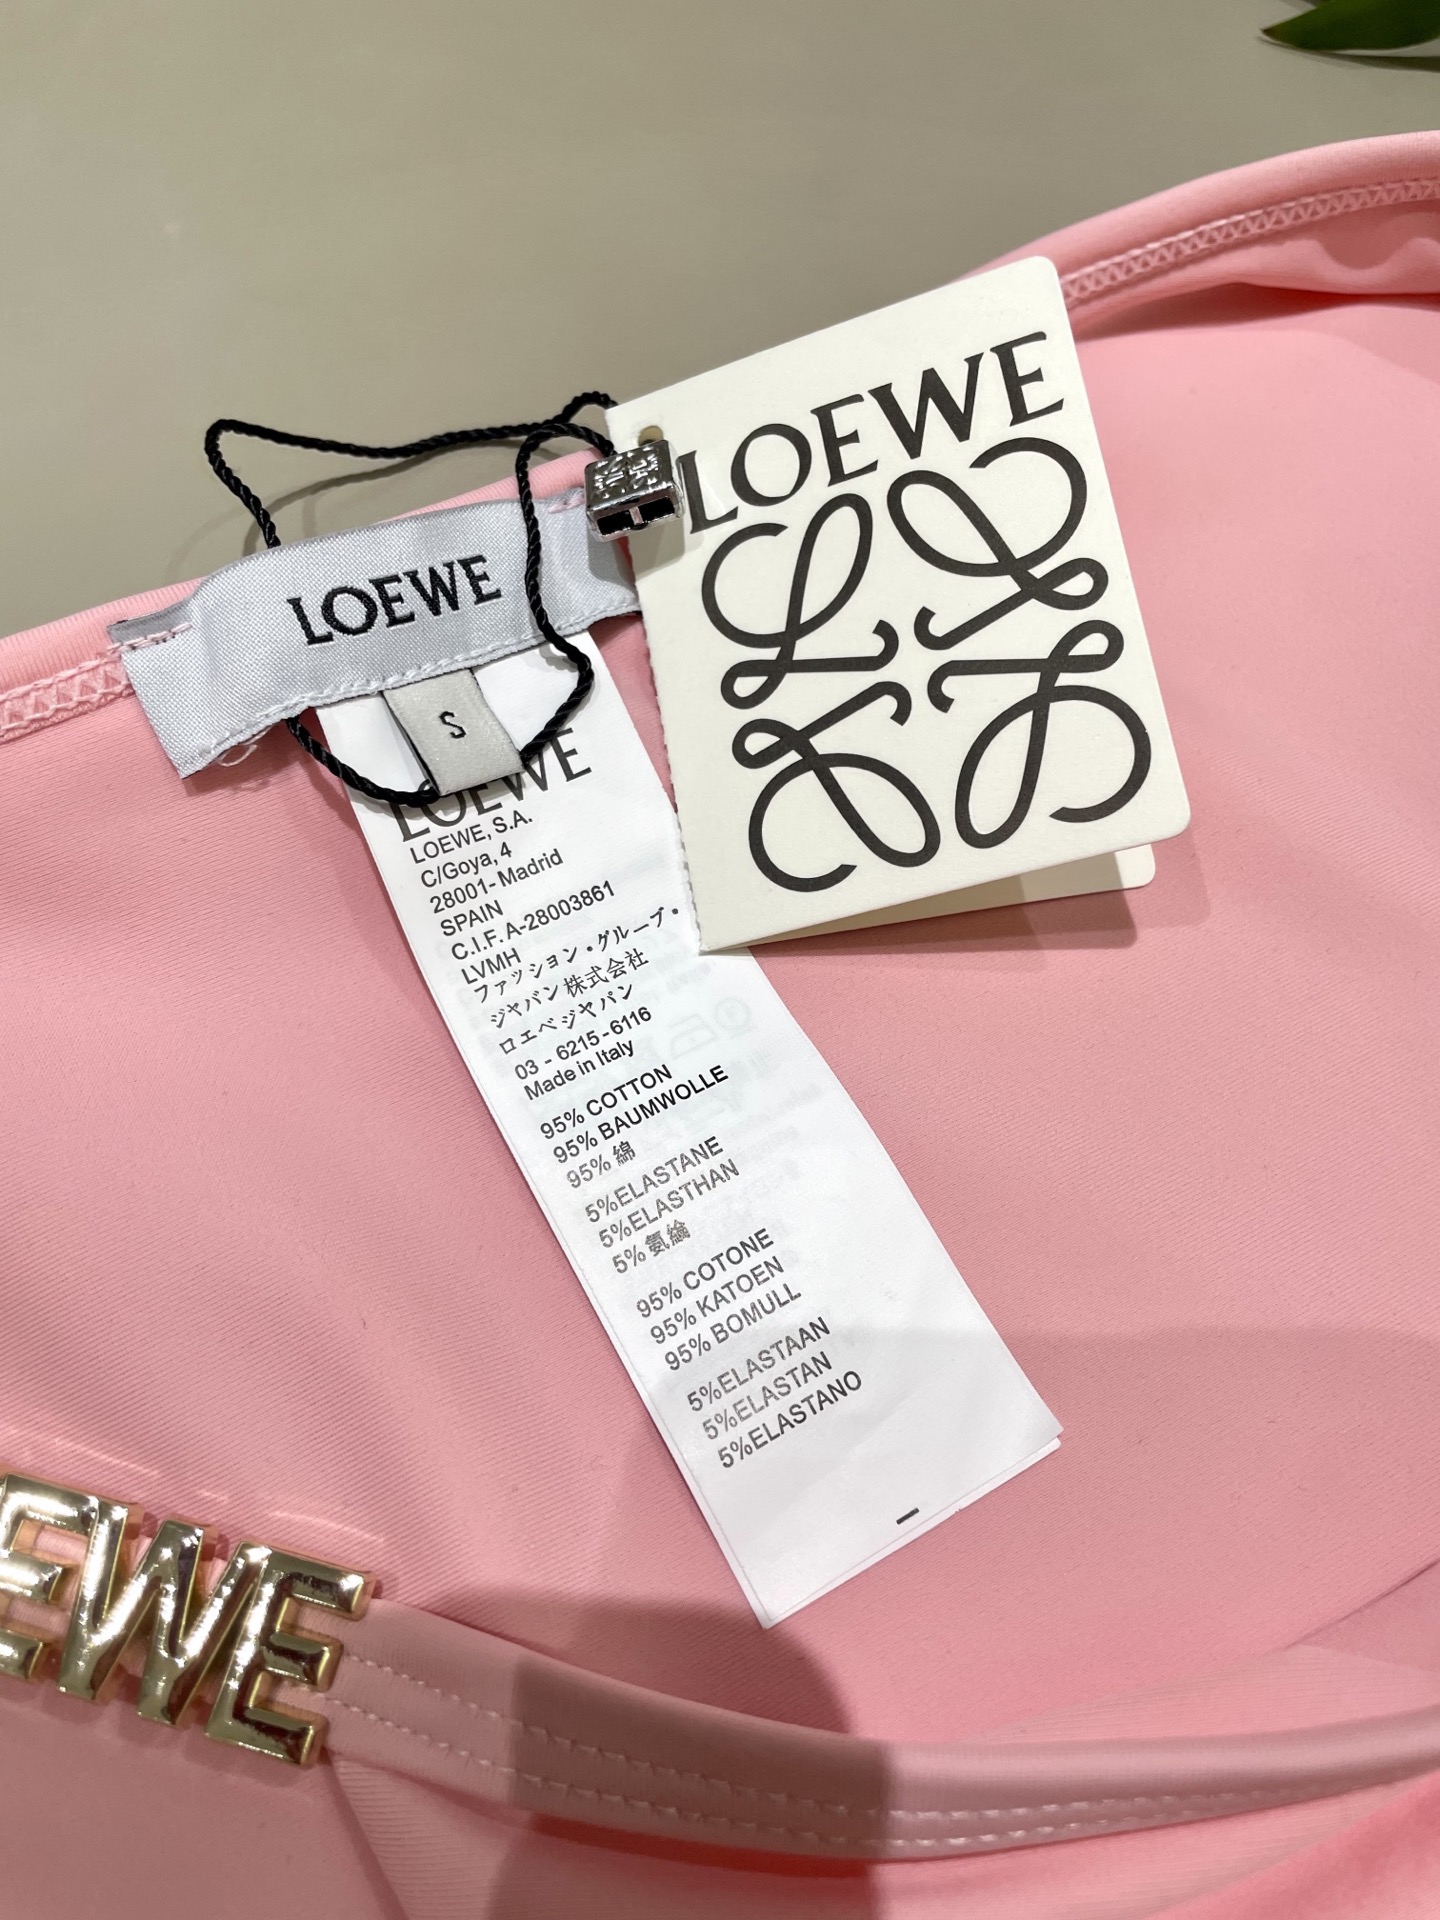 LOEWE
LOEWE
S
LOEWE
LOEWE, S.A.
C/Goya, 4
28001- Madrid
SPAIN
C.I.F. A-28003861
LVMH
ファッション・グループ・
ジャバン株式会社
ロエベジャパン
03 - 6215 - 6116
Made in Italy
95% COTTON
95% BAUMWOLLE
95% 綿
5%ELASTANE
5%ELASTHAN
5% 氨綸
95% COTONE
95% KATOEN
95% BOMULL
5%ELASTAAN
5%ELASTAN
5%ELASTANO
EWE